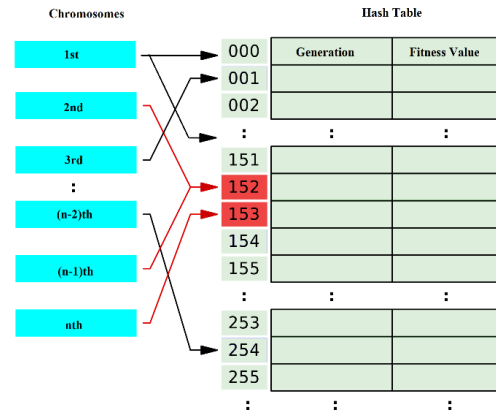 Chromosomes
Hash Table
1st
2nd
3rd
:
(n-2)th
(n-1)th
nth
000 Generation Fitness Value
001
002
: : :
151
152
153
154
155
: : :
253
254
255
: : :